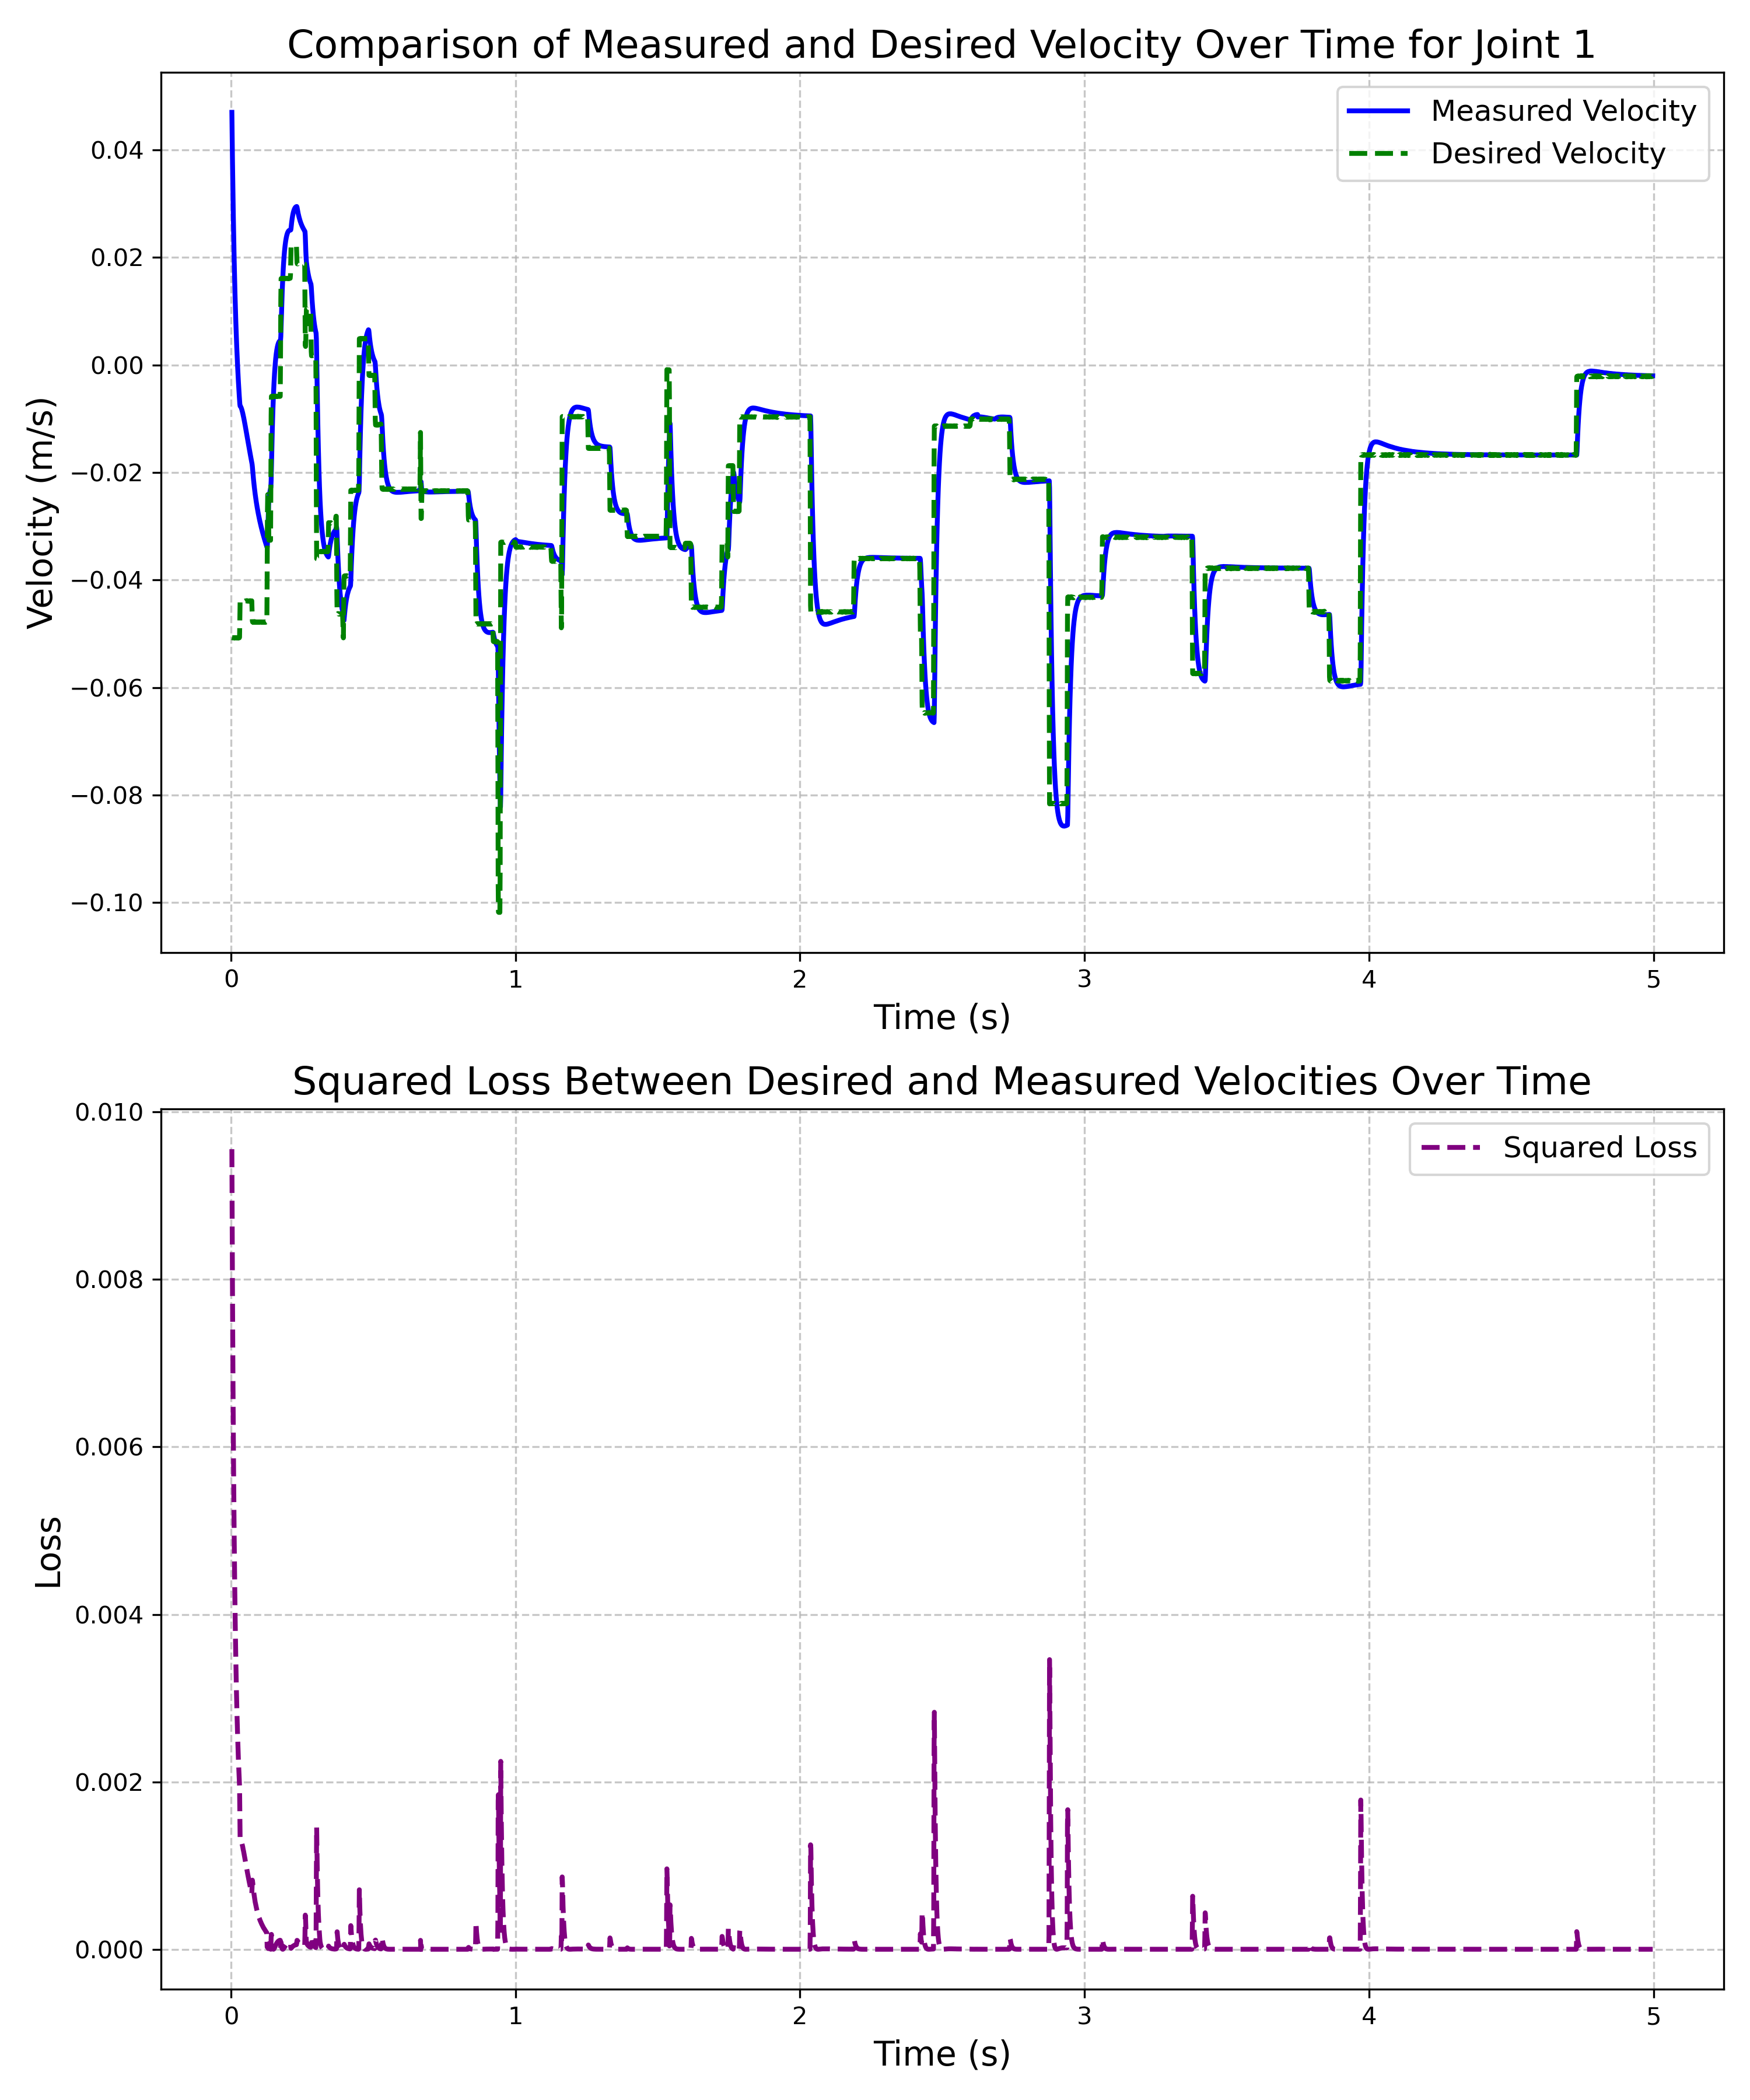 Comparison of Measured and Desired Velocity Over Time for Joint 1
Measured Velocity
Desired Velocity
0.04
0.02
0.00
−0.02
−0.04
−0.06
−0.08
−0.10
Velocity (m/s)
0 1 2 3 4 5
Time (s)
Squared Loss Between Desired and Measured Velocities Over Time
Squared Loss
0.010
0.008
0.006
0.004
0.002
0.000
Loss
0 1 2 3 4 5
Time (s)